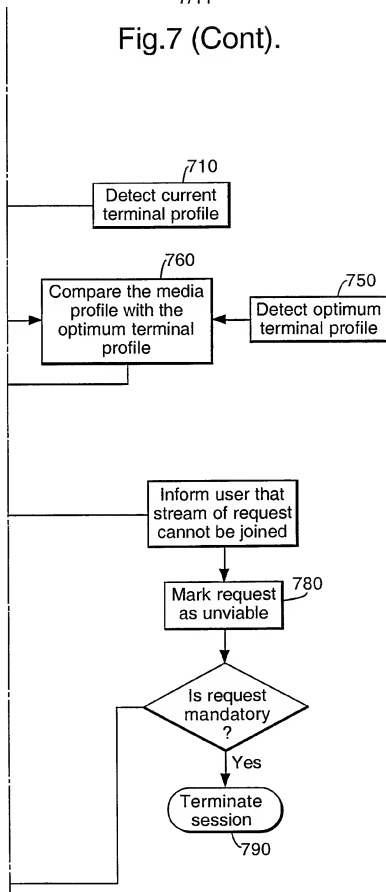 Fig.7 (Cont).
710
Detect current
terminal profile
760
Compare the media
profile with the
optimum terminal
profile
750
Detect optimum
terminal profile
Inform user that
stream of request
cannot be joined
Mark request
as unviable
780
Is request
mandatory
?
Yes
Terminate
session
790